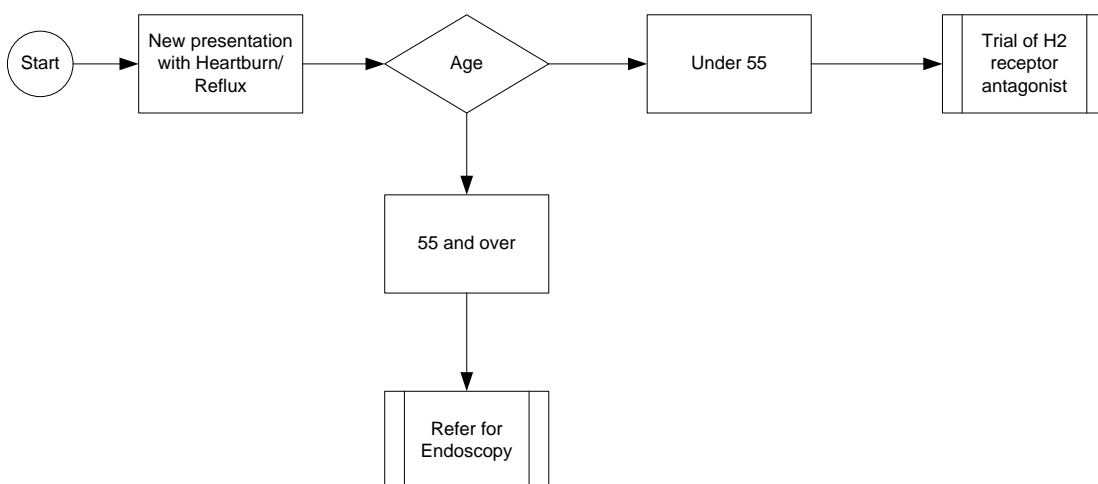 Start
New presentation
with Heartburn/
Reflux
Age
Under 55
Trial of H2
receptor
antagonist
55 and over
Refer for
Endoscopy